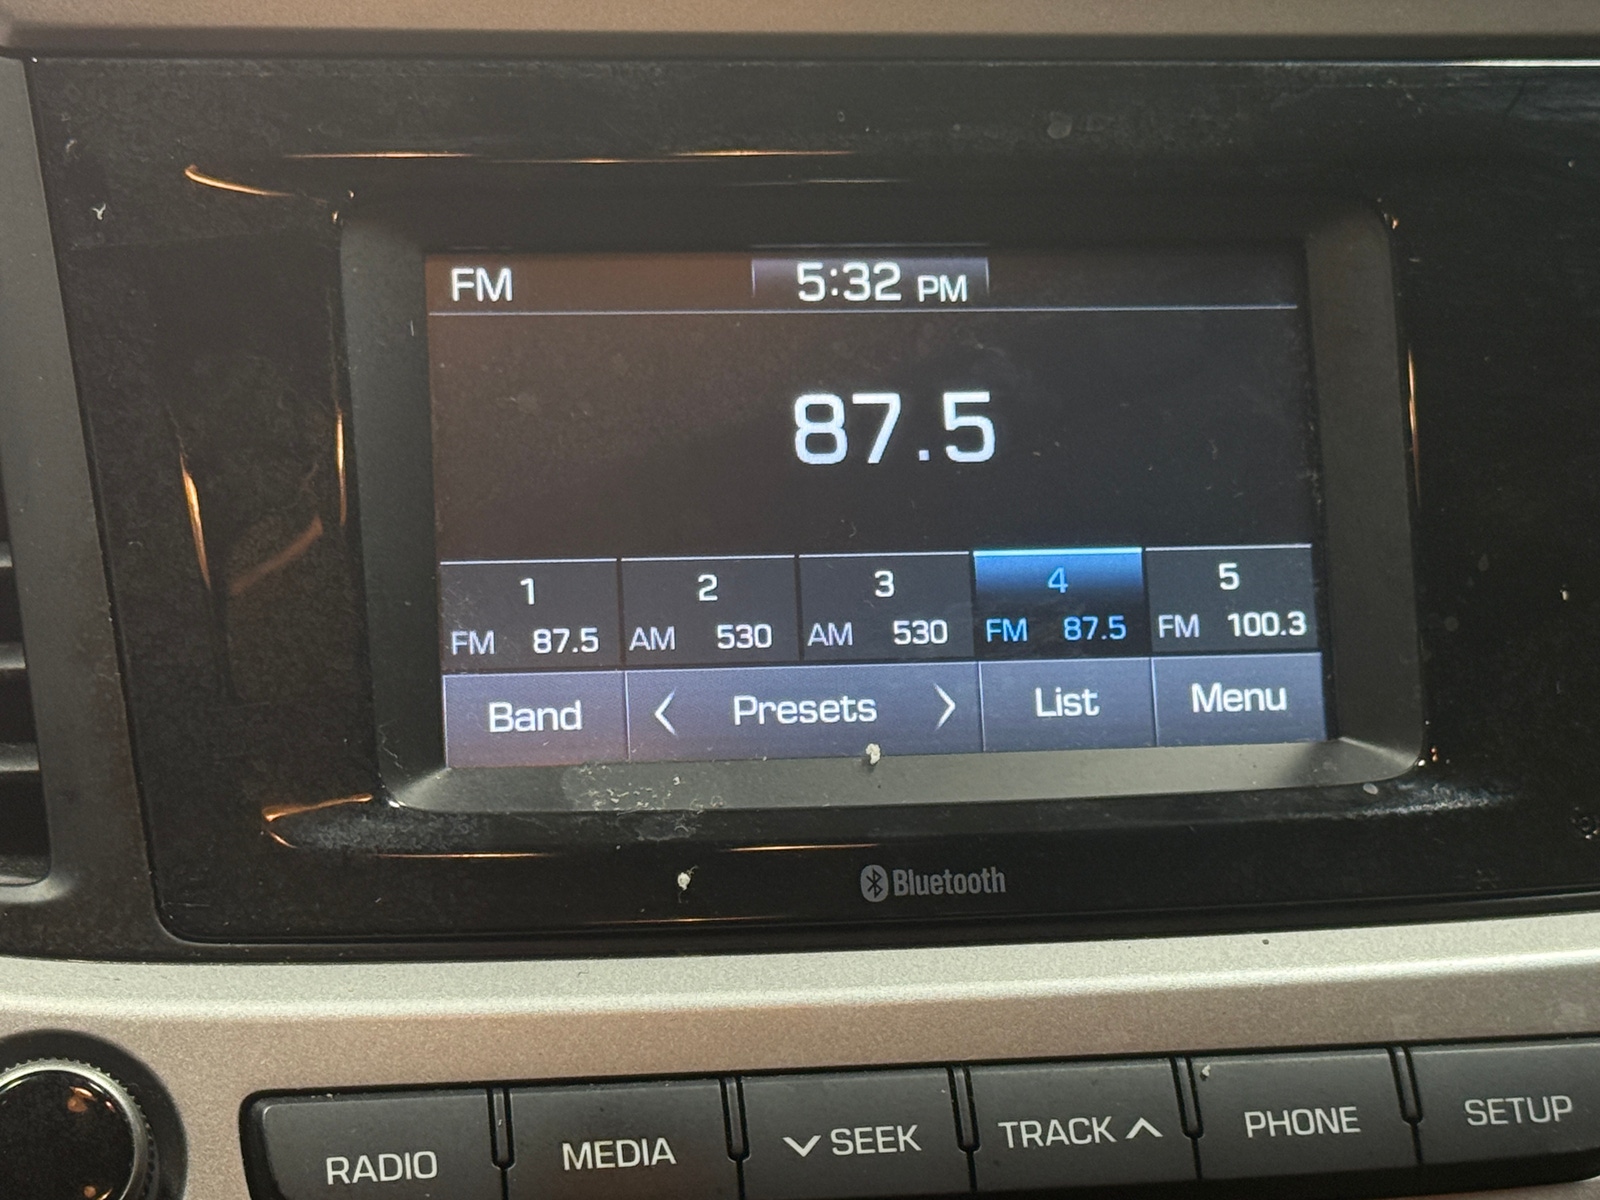 FM 5:32 PM
87.5
1 2 3 4 5
FM 87.5 AM 530 AM 530 FM 87.5 FM 100.3
Band < Presets > List Menu
Bluetooth
RADIO MEDIA ∨ SEEK TRACK ∧ PHONE SETUP